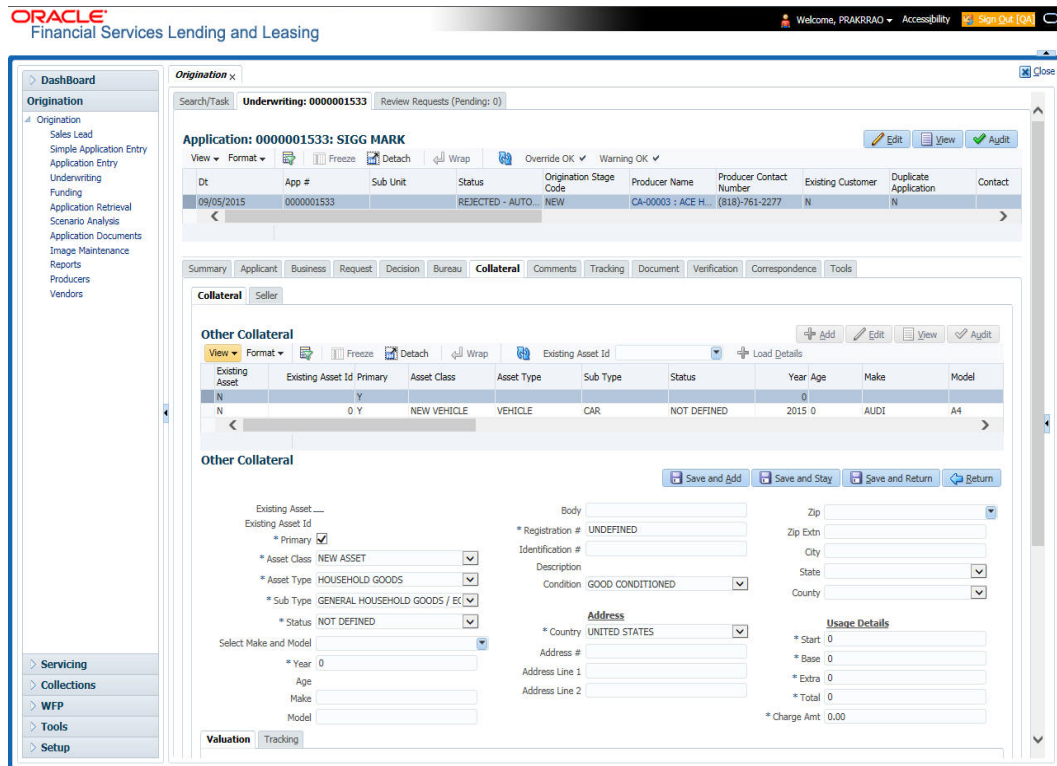 ORACLE
Financial Services Lending and Leasing
Welcome, PRAKRRAO Accessibility Sign Out [QA]
Close
DashBoard
Origination
Origination
Sales Lead
Simple Application Entry
Application Entry
Underwriting
Funding
Application Retrieval
Scenario Analysis
Application Documents
Image Maintenance
Reports
Producers
Vendors
Servicing
Collections
WFP
Tools
Setup
Origination x
Search/Task Underwriting: 0000001533 Review Requests (Pending: 0)
Application: 0000001533: SIGG MARK Edit View Audit
View Format Freeze Detach Wrap Override OK Warning OK
Dt App # Sub Unit Status Origination Stage Code Producer Name Producer Contact Number Existing Customer Duplicate Application Contact
09/05/2015 0000001533 REJECTED - AUTO... NEW CA-00003 : ACE H... (818)-761-2277 N N
Summary Applicant Business Request Decision Bureau Collateral Comments Tracking Document Verification Correspondence Tools
Collateral Seller
Other Collateral Add Edit View Audit
View Format Freeze Detach Wrap Existing Asset Id Load Details
Existing Asset Existing Asset Id Primary Asset Class Asset Type Sub Type Status Year Age Make Model
N Y 0
N 0 Y NEW VEHICLE VEHICLE CAR NOT DEFINED 2015 0 AUDI A4
Other Collateral
Save and Add Save and Stay Save and Return Return
Existing Asset
Existing Asset Id
* Primary
* Asset Class NEW ASSET
* Asset Type HOUSEHOLD GOODS
* Sub Type GENERAL HOUSEHOLD GOODS / EC
* Status NOT DEFINED
Select Make and Model
* Year 0
Age
Make
Model
Body
* Registration # UNDEFINED
Identification #
Description
Condition GOOD CONDITIONED
Address
* Country UNITED STATES
Address #
Address Line 1
Address Line 2
Zip
Zip Extn
City
State
County
Usage Details
* Start 0
* Base 0
* Extra 0
* Total 0
* Charge Amt 0.00
Valuation Tracking